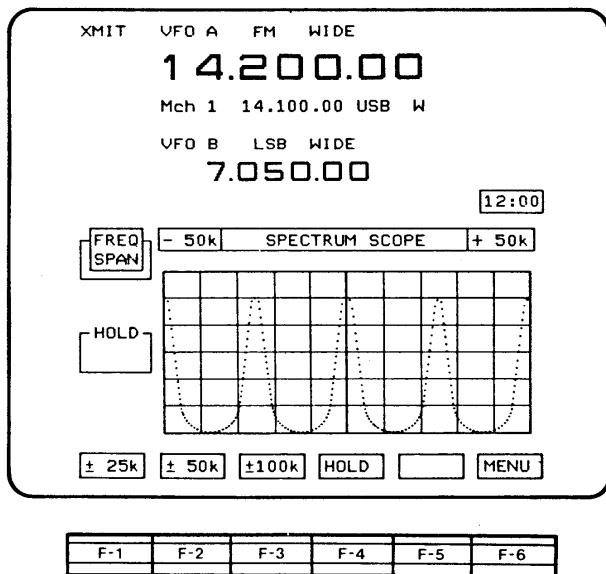 XMIT VFO A FM WIDE
14.200.00
Mch 1 14.100.00 USB W
VFO B LSB WIDE
7.050.00
12:00
FREQ SPAN
- 50k SPECTRUM SCOPE + 50k
HOLD
± 25k ± 50k ±100k HOLD MENU
F-1 F-2 F-3 F-4 F-5 F-6